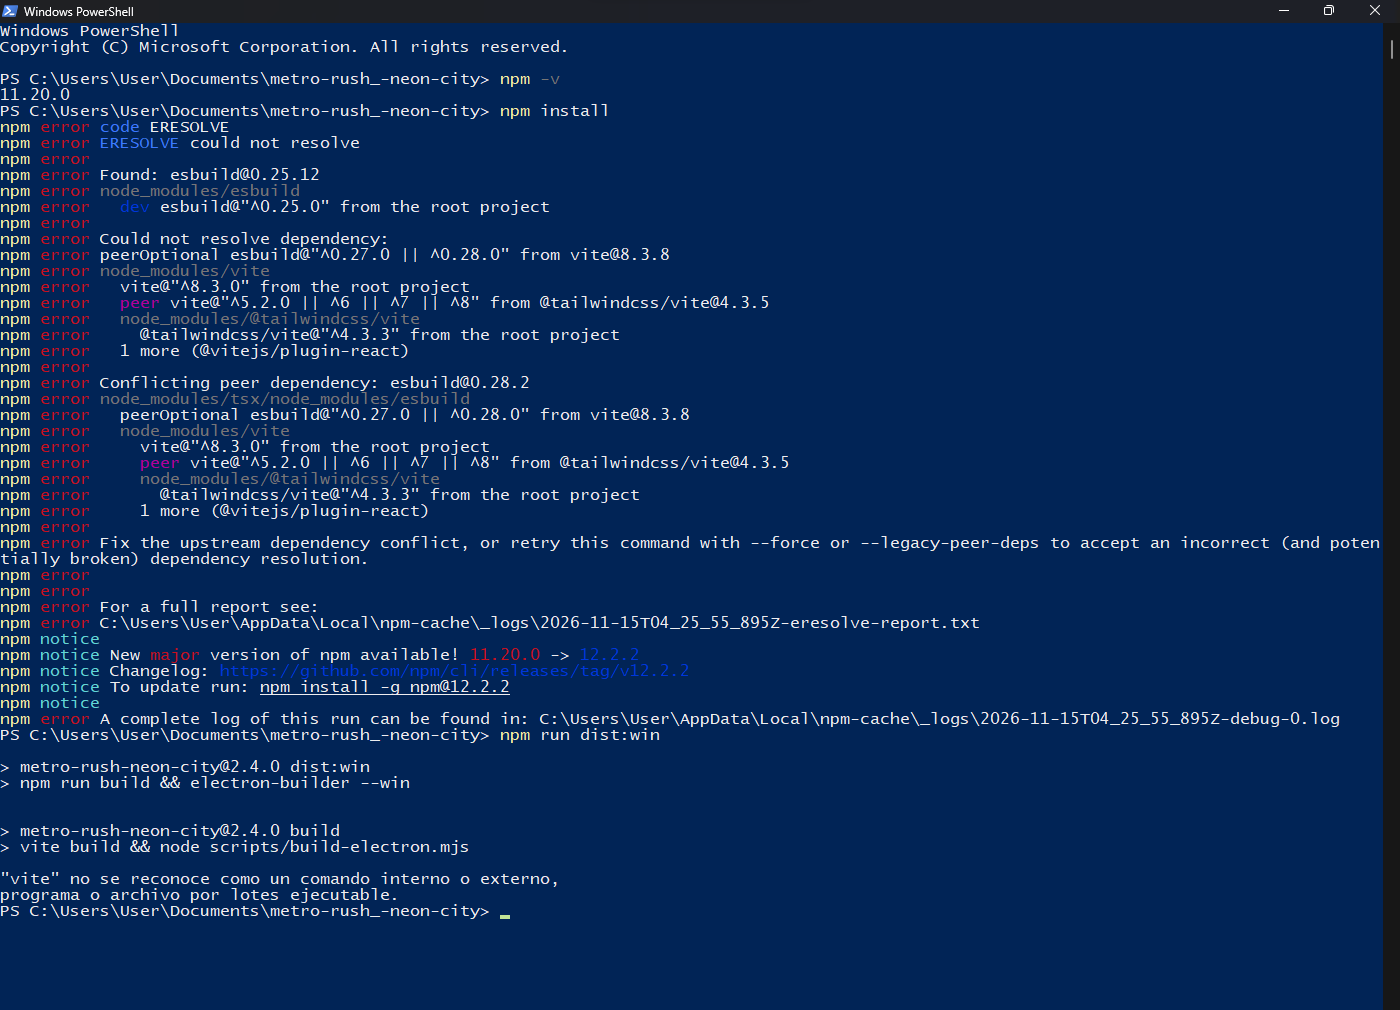 Windows PowerShell
Windows PowerShell
Copyright (C) Microsoft Corporation. All rights reserved.
PS C:\Users\User\Documents\metro-rush_-neon-city> npm -v
11.20.0
PS C:\Users\User\Documents\metro-rush_-neon-city> npm install
npm error code ERESOLVE
npm error ERESOLVE could not resolve
npm error
npm error Found: esbuild@0.25.12
npm error node_modules/esbuild
npm error   dev esbuild@"^0.25.0" from the root project
npm error
npm error Could not resolve dependency:
npm error peerOptional esbuild@"^0.27.0 || ^0.28.0" from vite@8.3.8
npm error node_modules/vite
npm error   vite@"^8.3.0" from the root project
npm error   peer vite@"^5.2.0 || ^6 || ^7 || ^8" from @tailwindcss/vite@4.3.5
npm error   node_modules/@tailwindcss/vite
npm error     @tailwindcss/vite@"^4.3.3" from the root project
npm error   1 more (@vitejs/plugin-react)
npm error
npm error Conflicting peer dependency: esbuild@0.28.2
npm error node_modules/tsx/node_modules/esbuild
npm error   peerOptional esbuild@"^0.27.0 || ^0.28.0" from vite@8.3.8
npm error   node_modules/vite
npm error     vite@"^8.3.0" from the root project
npm error     peer vite@"^5.2.0 || ^6 || ^7 || ^8" from @tailwindcss/vite@4.3.5
npm error     node_modules/@tailwindcss/vite
npm error       @tailwindcss/vite@"^4.3.3" from the root project
npm error     1 more (@vitejs/plugin-react)
npm error
npm error Fix the upstream dependency conflict, or retry this command with --force or --legacy-peer-deps to accept an incorrect (and poten
tially broken) dependency resolution.
npm error
npm error
npm error For a full report see:
npm error C:\Users\User\AppData\Local\npm-cache\_logs\2026-11-15T04_25_55_895Z-eresolve-report.txt
npm notice
npm notice New major version of npm available! 11.20.0 -> 12.2.2
npm notice Changelog: https://github.com/npm/cli/releases/tag/v12.2.2
npm notice To update run: npm install -g npm@12.2.2
npm notice
npm error A complete log of this run can be found in: C:\Users\User\AppData\Local\npm-cache\_logs\2026-11-15T04_25_55_895Z-debug-0.log
PS C:\Users\User\Documents\metro-rush_-neon-city> npm run dist:win
> metro-rush-neon-city@2.4.0 dist:win
> npm run build && electron-builder --win
> metro-rush-neon-city@2.4.0 build
> vite build && node scripts/build-electron.mjs
"vite" no se reconoce como un comando interno o externo,
programa o archivo por lotes ejecutable.
PS C:\Users\User\Documents\metro-rush_-neon-city>